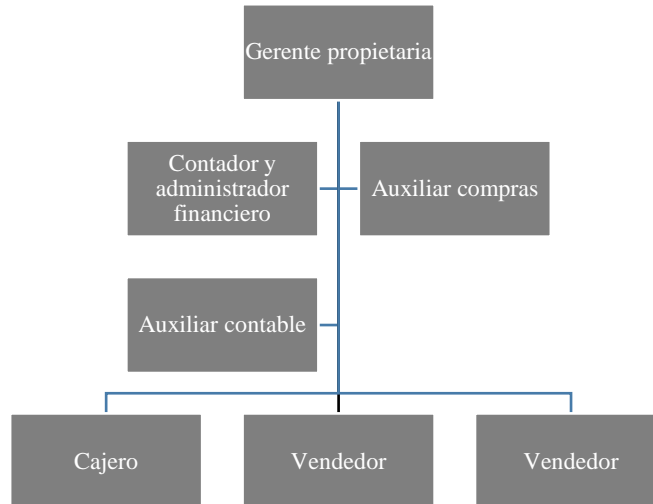 Gerente propietaria
Contador y
administrador
financiero
Auxiliar compras
Auxiliar contable
Cajero
Vendedor
Vendedor